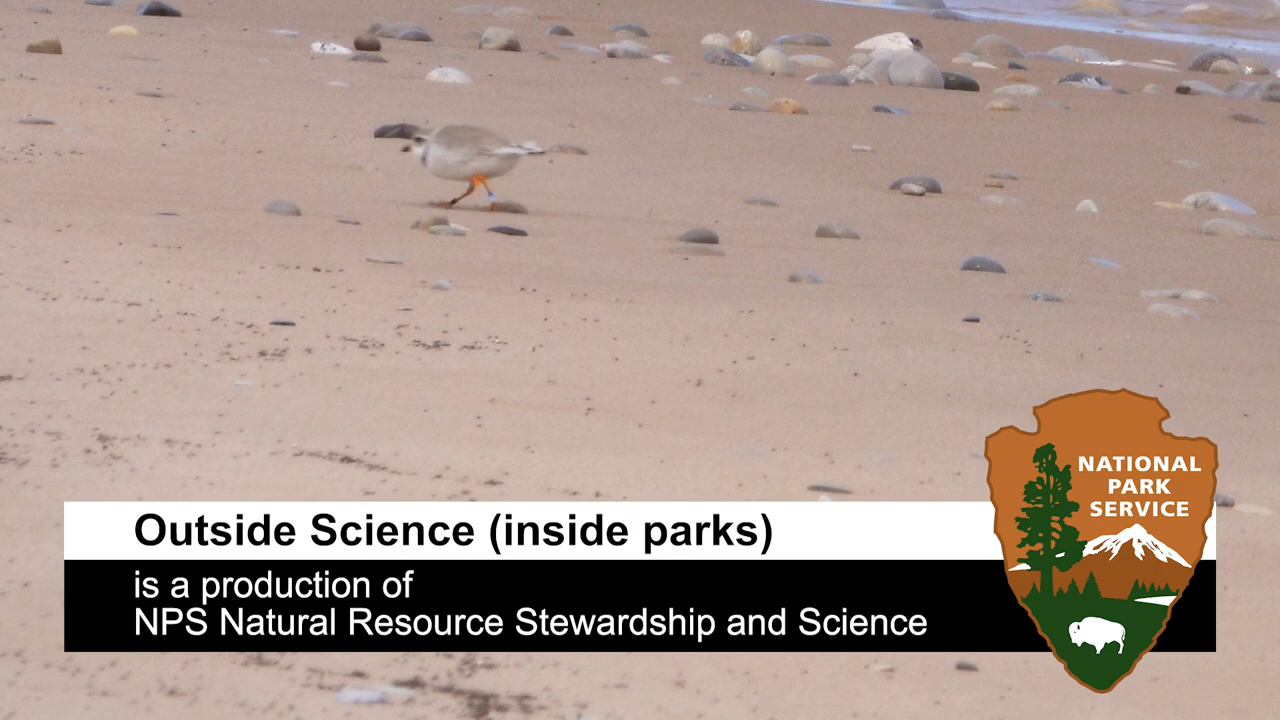 Outside Science (inside parks)
is a production of
NPS Natural Resource Stewardship and Science
NATIONAL
PARK
SERVICE